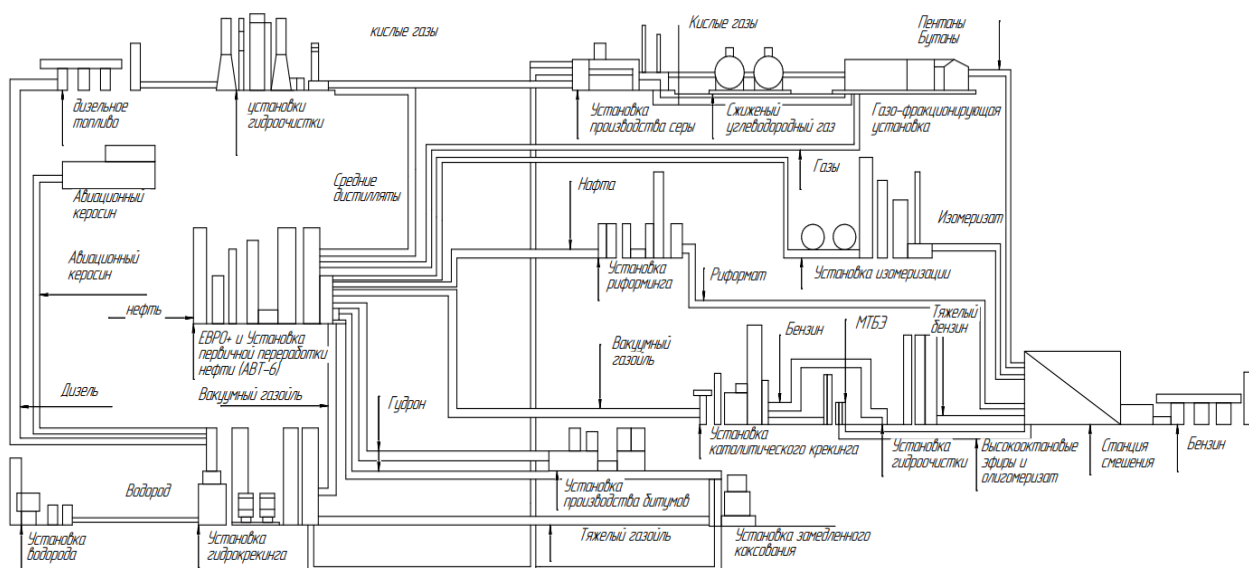 кислые газы
Кислые газы
Пентаны
Бутаны
дизельное
топливо
установки
гидроочистки
Установка
производства серы
Сжиженый
углеводородный газ
Газо-фракционирующая
установка
Газы
Авиационный
керосин
Средние
дистилляты
Нафта
Изомеризат
Авиационный
керосин
Установка
риформинга
Риформат
Установка изомеризации
нефть
ЕВРО+ и Установка
первичной переработки
нефти (АВТ-6)
Вакуумный
газойль
Бензин
МТБЭ
Тяжелый
бензин
Дизель
Вакуумный газойль
Гудрон
Установка
каталитического крекинга
Установка
гидроочистки
Высокооктановые
эфиры и
олигомеризат
Станция
смешения
Бензин
Водород
Установка
производства битумов
Установка
водорода
Установка
гидрокрекинга
Тяжелый газойль
Установка замедленного
коксования